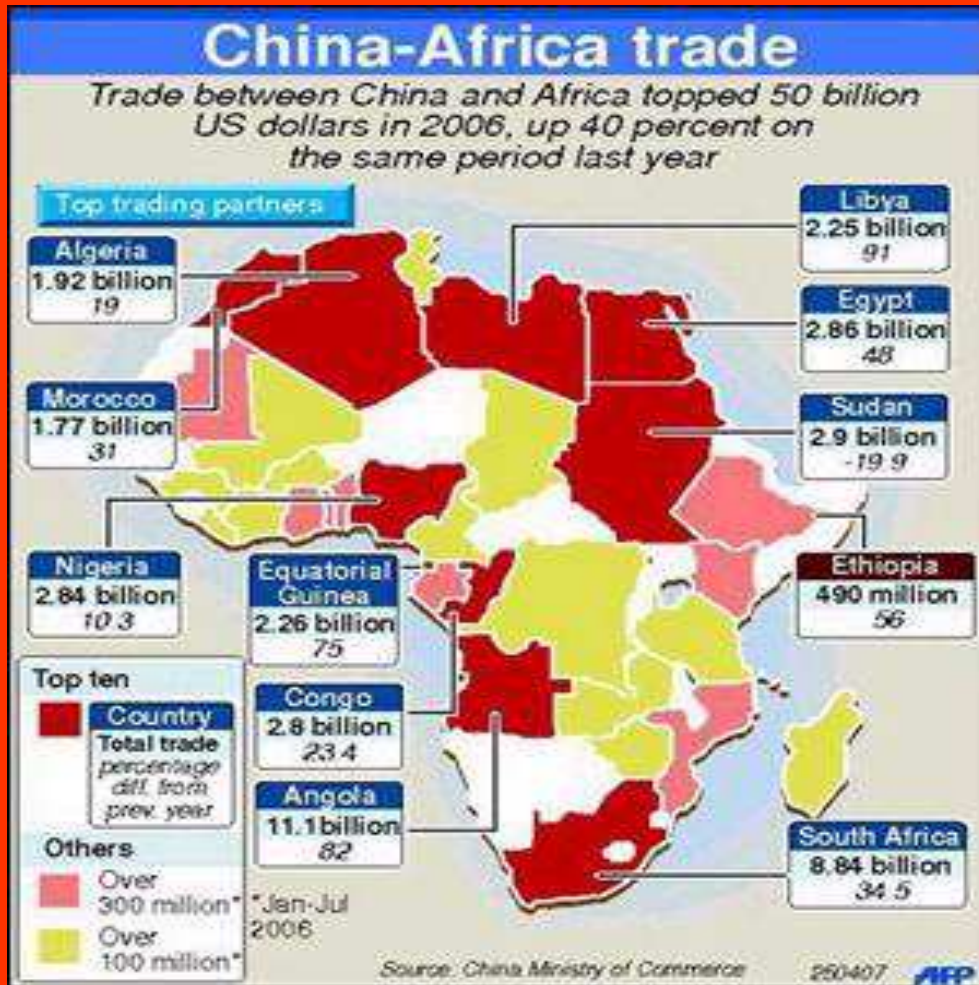 China-Africa trade
Trade between China and Africa topped 50 billion
US dollars in 2006, up 40 percent on
the same period last year
Top trading partners
Algeria
1.92 billion
19
Libya
2.25 billion
91
Egypt
2.86 billion
48
Morocco
1.77 billion
31
Sudan
2.9 billion
-19 9
Nigeria
2.84 billion
10 3
Equatorial
Guinea
2.26 billion
75
Ethiopia
490 million
56
Congo
2.8 billion
23 4
Angola
11.1 billion
82
South Africa
8.84 billion
34 5
Top ten
Country
Total trade
percentage
diff. from
prev. year
Others
Over
300 million*
Over
100 million*
*Jan-Jul
2006
Source: China Ministry of Commerce
250407
AFP